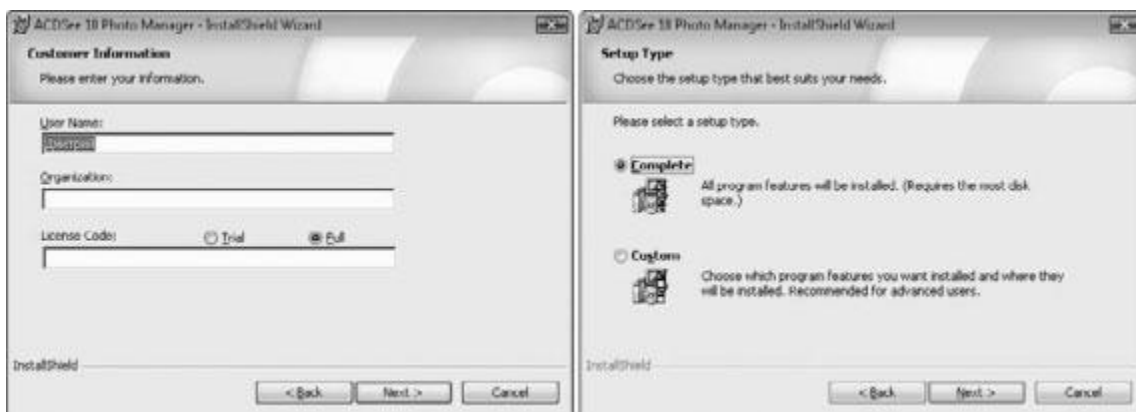 ACDSee 10 Photo Manager - InstallShield Wizard
Customer Information
Please enter your information.
User Name:
Organization:
License Code:
Trial
Full
InstallShield
< Back
Next >
Cancel
ACDSee 10 Photo Manager - InstallShield Wizard
Setup Type
Choose the setup type that best suits your needs.
Please select a setup type.
Complete
All program features will be installed. (Requires the most disk
space.)
Custom
Choose which program features you want installed and where they
will be installed. Recommended for advanced users.
InstallShield
< Back
Next >
Cancel